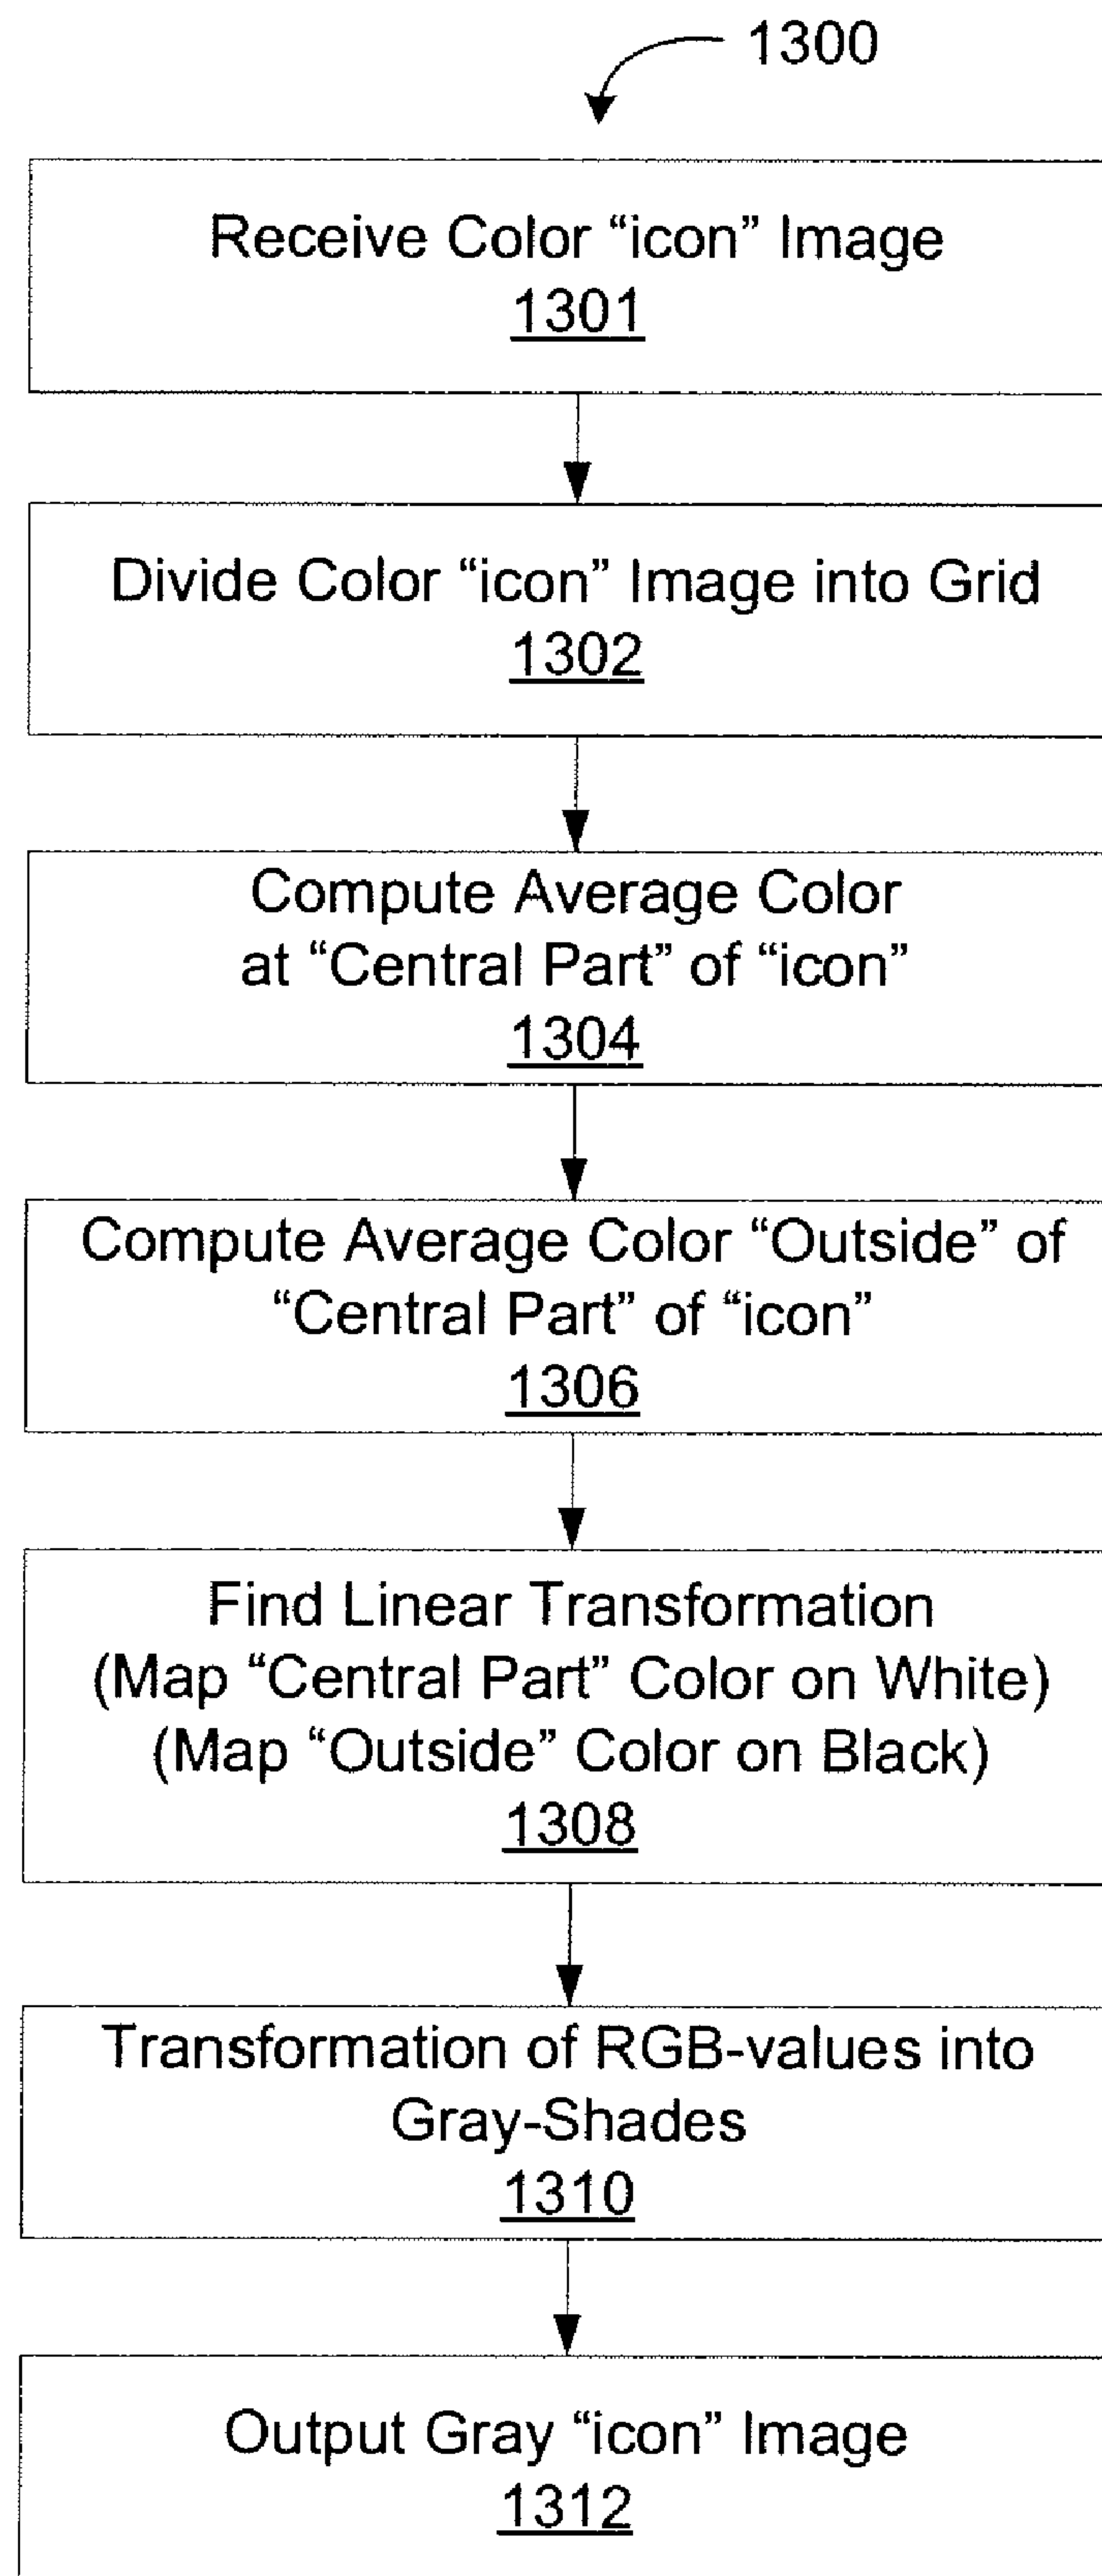 1300
Receive Color “icon” Image
1301
Divide Color “icon” Image into Grid
1302
Compute Average Color
at “Central Part” of “icon”
1304
Compute Average Color “Outside” of
“Central Part” of “icon”
1306
Find Linear Transformation
(Map “Central Part” Color on White)
(Map “Outside” Color on Black)
1308
Transformation of RGB-values into
Gray-Shades
1310
Output Gray “icon” Image
1312